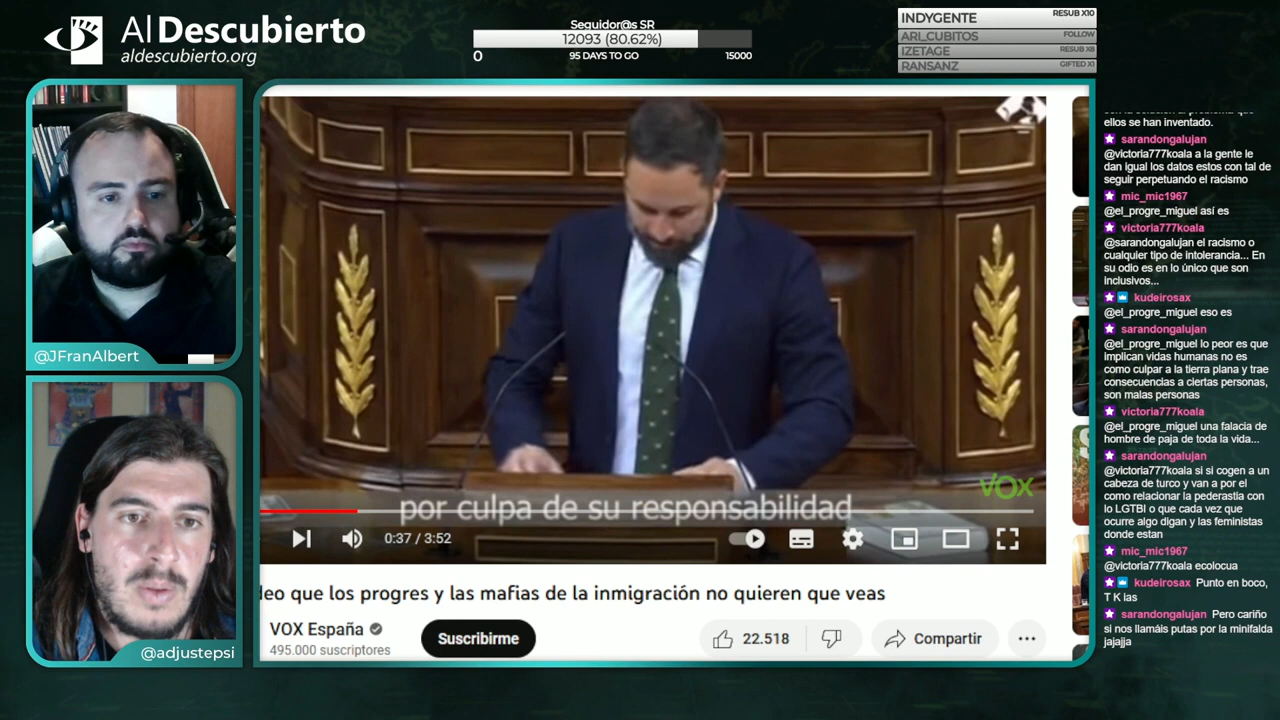 Al Descubierto
aldescubierto.org
Seguidor@s SR
12093 (80.62%)
0
95 DAYS TO GO
15000
INDYGENTE
RESUB X10
ARI_CUBITOS
FOLLOW
IZETAGE
RESUB X8
RANSANZ
GIFTED X1
@JFranAlbert
@adjustepsi
VOX
por culpa de su responsabilidad
0:37 / 3:52
deo que los progres y las mafias de la inmigración no quieren que veas
VOX España
495.000 suscriptores
Suscribirme
22.518
Compartir
ellos se han inventado.
sarandongalujan
@victoria777koala a la gente le
dan igual los datos estos con tal de
seguir perpetuando el racismo
mic_mic1967
@el_progre_miguel así es
victoria777koala
@sarandongalujan el racismo o
cualquier tipo de intolerancia... En
su odio es en lo único que son
inclusivos...
kudeirosax
@el_progre_miguel eso es
sarandongalujan
@el_progre_miguel lo peor es que
implican vidas humanas no es
como culpar a la tierra plana y trae
consecuencias a ciertas personas,
son malas personas
victoria777koala
@el_progre_miguel una falacia de
hombre de paja de toda la vida...
sarandongalujan
@victoria777koala si si cogen a un
cabeza de turco y van a por el
como relacionar la pederastia con
lo LGTBI o que cada vez que
ocurre algo digan y las feministas
donde estan
mic_mic1967
@victoria777koala ecolocua
kudeirosax Punto en boco,
T K las
sarandongalujan Pero cariño
si nos llamáis putas por la minifalda
jajajja